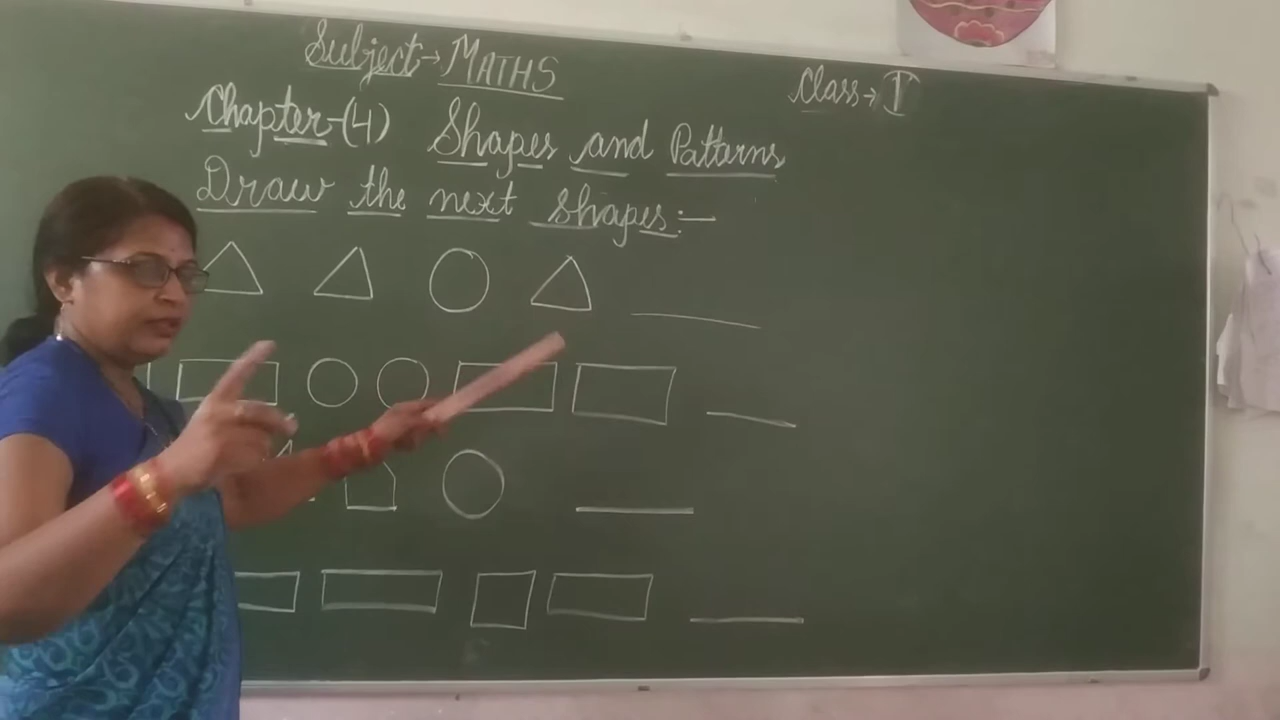 Subject → MATHS
Class → I
Chapter-(4) Shapes and Patterns
Draw the next shapes:-